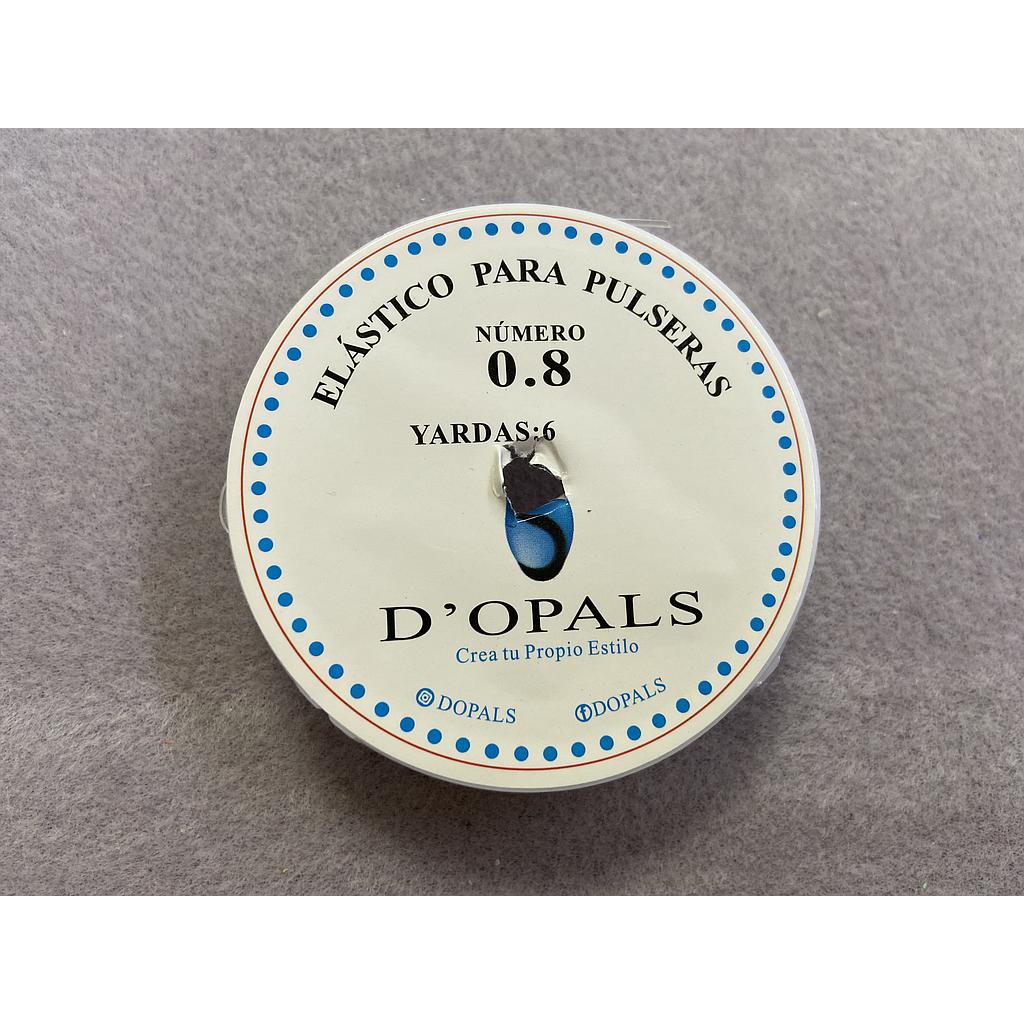 ELÁSTICO PARA PULSERAS
NÚMERO
0.8
YARDAS:6
D'OPALS
Crea tu Propio Estilo
DOPALS
DOPALS